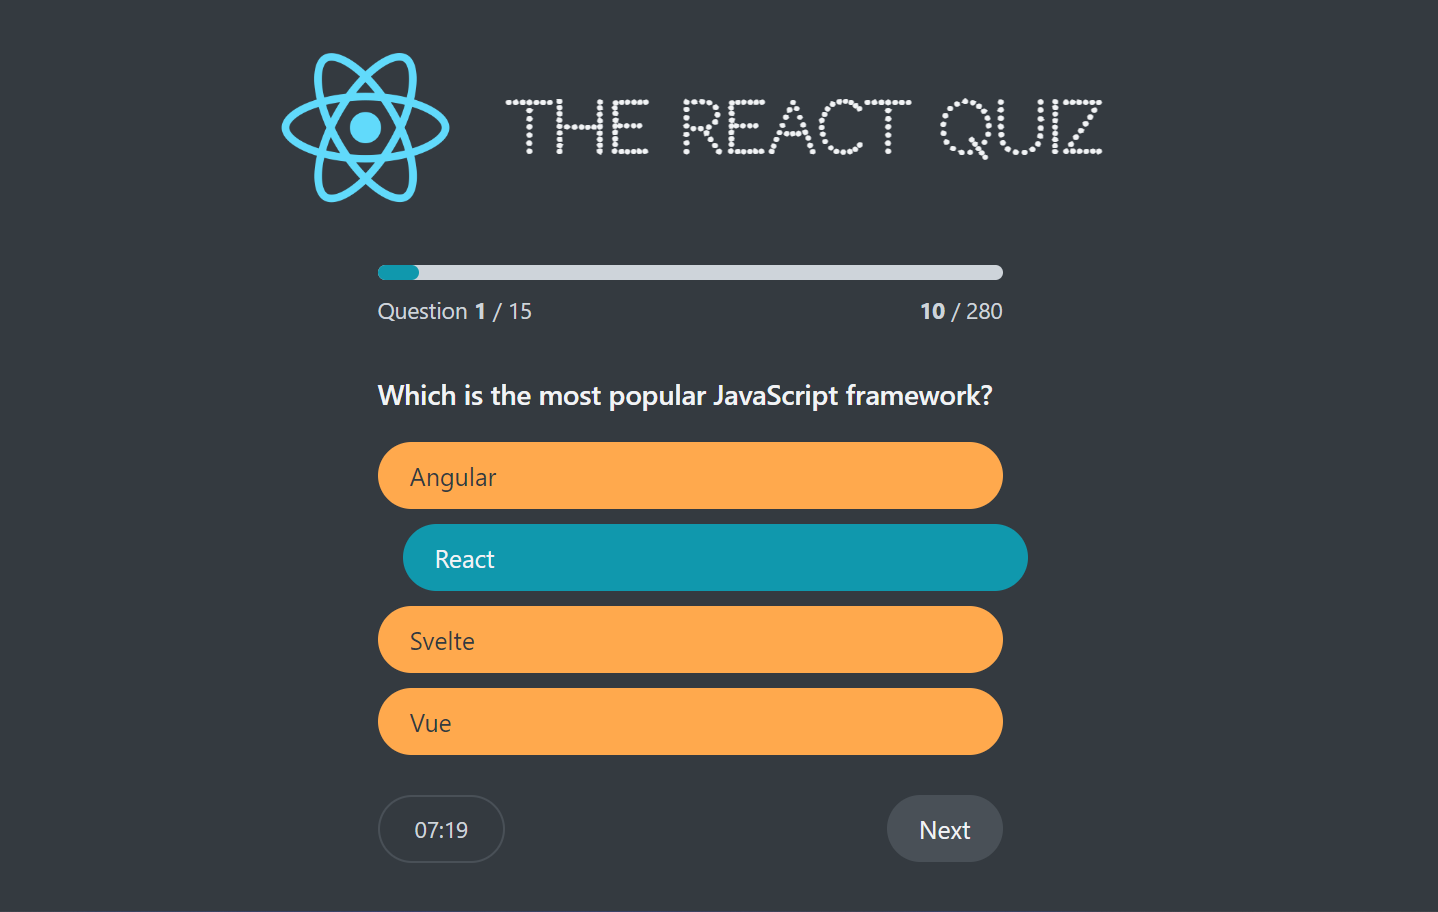 THE REACT QUIZ
Question 1 / 15
10 / 280
Which is the most popular JavaScript framework?
Angular
React
Svelte
Vue
07:19
Next